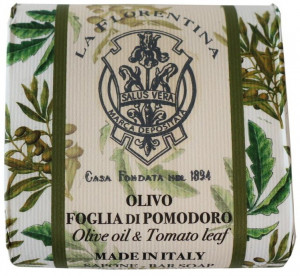 LA FLORENTINA
SALUS VERA
MARCA DEPOSITATA
CASA FONDATA NEL 1894
OLIVO
FOGLIA DI POMODORO
Olive oil & Tomato leaf
MADE IN ITALY
SAPONE - BAR SOAP